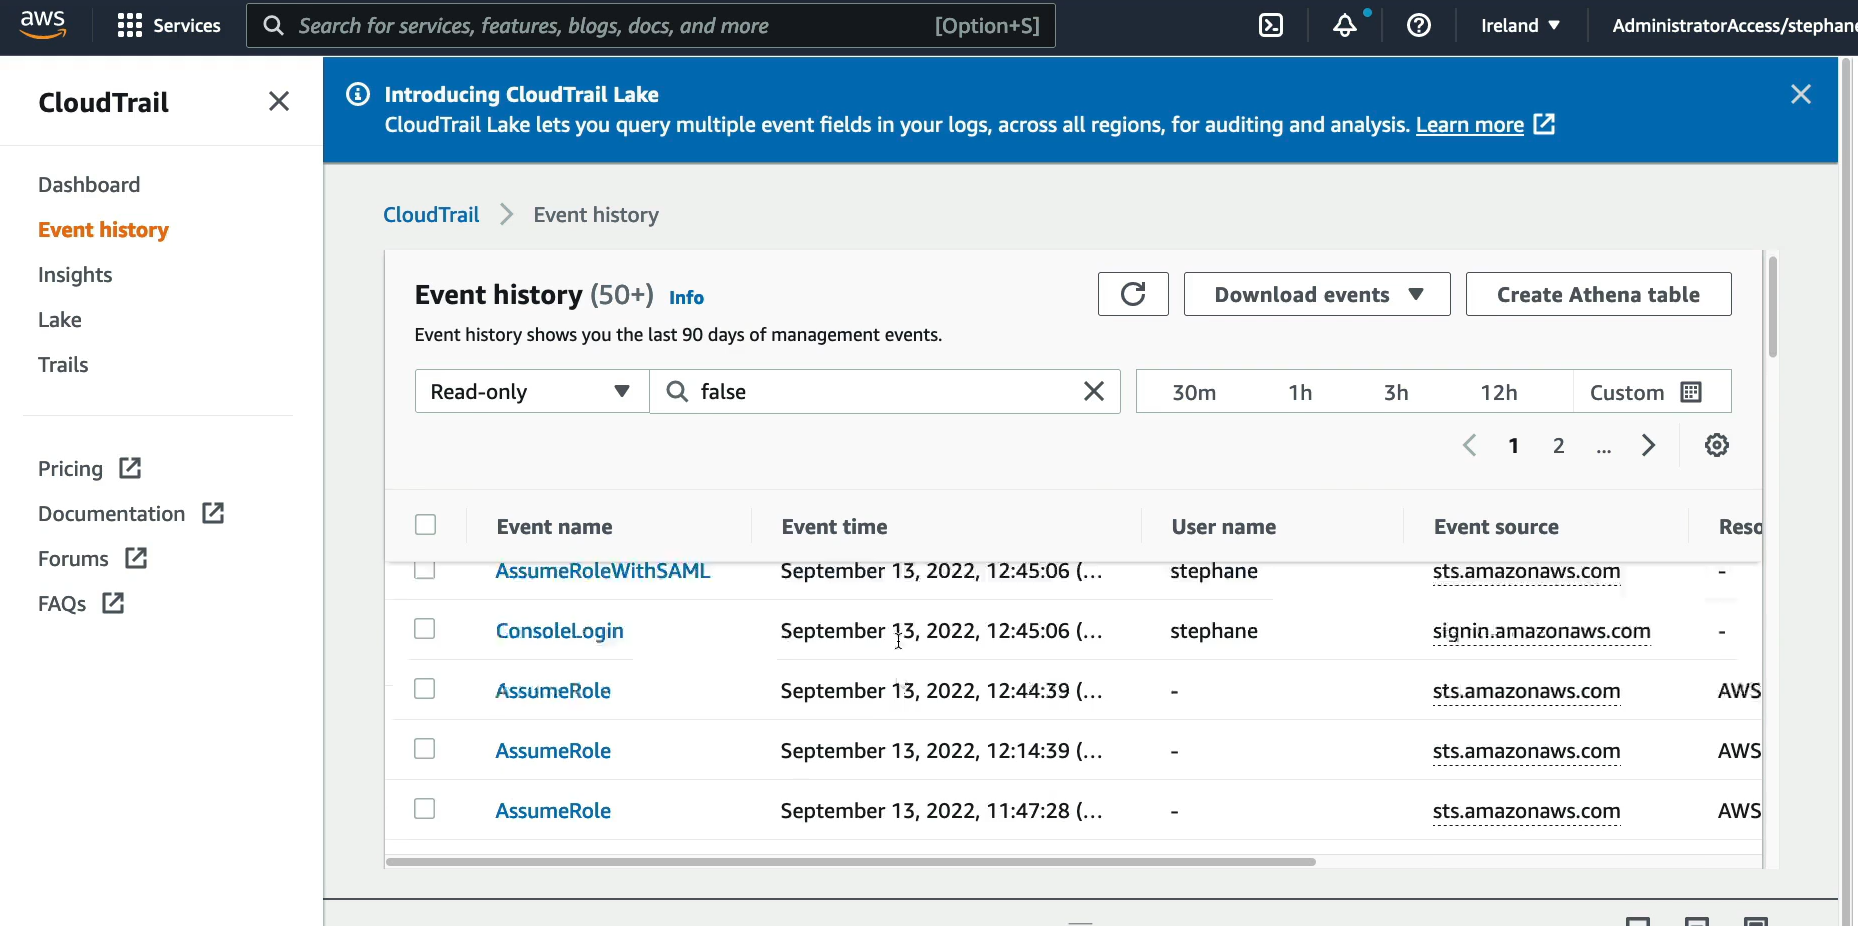 aws
Services
Search for services, features, blogs, docs, and more
[Option+S]
Ireland
AdministratorAccess/stephane
CloudTrail
Introducing CloudTrail Lake
CloudTrail Lake lets you query multiple event fields in your logs, across all regions, for auditing and analysis. Learn more
Dashboard
Event history
Insights
Lake
Trails
Pricing
Documentation
Forums
FAQs
CloudTrail > Event history
Event history (50+) Info
Download events
Create Athena table
Event history shows you the last 90 days of management events.
Read-only
false
30m 1h 3h 12h Custom
1 2 ...
Event name Event time User name Event source Reso
AssumeRoleWithSAML September 13, 2022, 12:45:06 (... stephane sts.amazonaws.com -
ConsoleLogin September 13, 2022, 12:45:06 (... stephane signin.amazonaws.com -
AssumeRole September 13, 2022, 12:44:39 (... - sts.amazonaws.com AWS
AssumeRole September 13, 2022, 12:14:39 (... - sts.amazonaws.com AWS
AssumeRole September 13, 2022, 11:47:28 (... - sts.amazonaws.com AWS